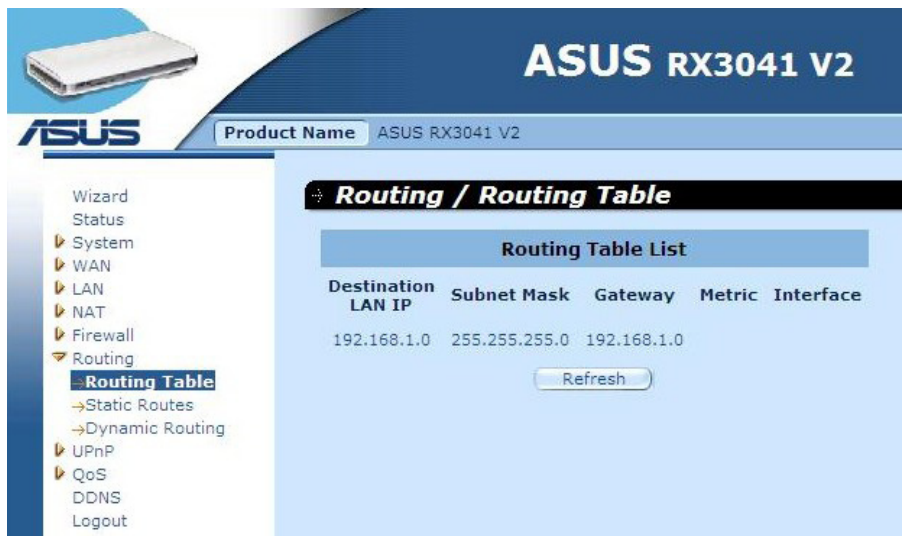 ASUS RX3041 V2
ASUS
Product Name ASUS RX3041 V2
Wizard
Status
System
WAN
LAN
NAT
Firewall
Routing
→Routing Table
→Static Routes
→Dynamic Routing
UPnP
QoS
DDNS
Logout
Routing / Routing Table
Routing Table List
Destination LAN IP Subnet Mask Gateway Metric Interface
192.168.1.0 255.255.255.0 192.168.1.0
Refresh